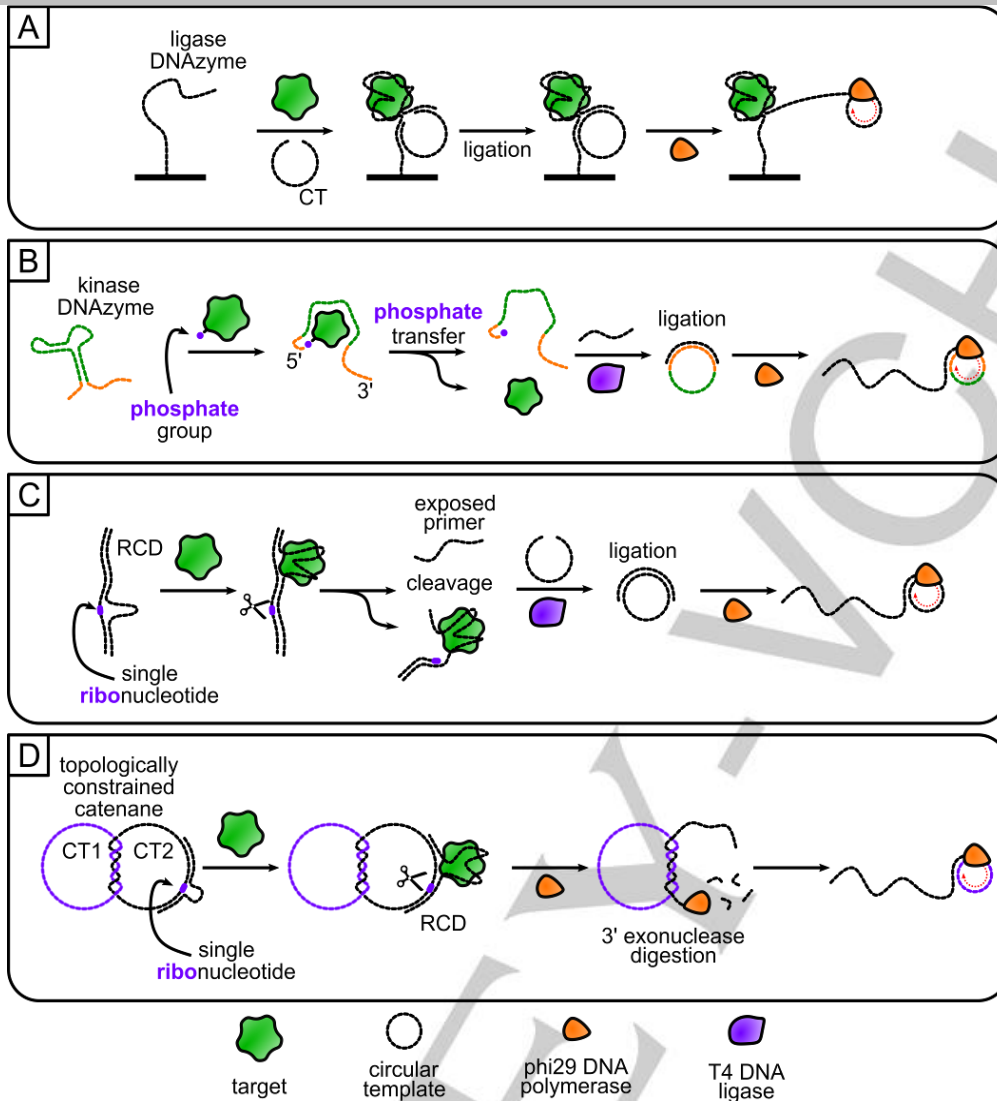 A
ligase
DNAzyme
CT
ligation
B
kinase
DNAzyme
phosphate
group
5'
3'
phosphate
transfer
ligation
C
RCD
single
ribonucleotide
exposed
primer
cleavage
ligation
D
topologically
constrained
catenane
CT1
CT2
single
ribonucleotide
RCD
3' exonuclease
digestion
target
circular
template
phi29 DNA
polymerase
T4 DNA
ligase